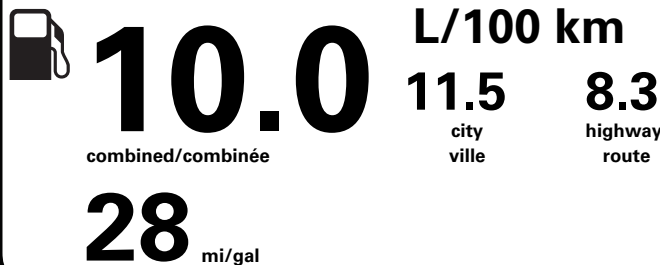 L/100 km
10.0
combined/combinée
11.5
city
ville
8.3
highway
route
28 mi/gal